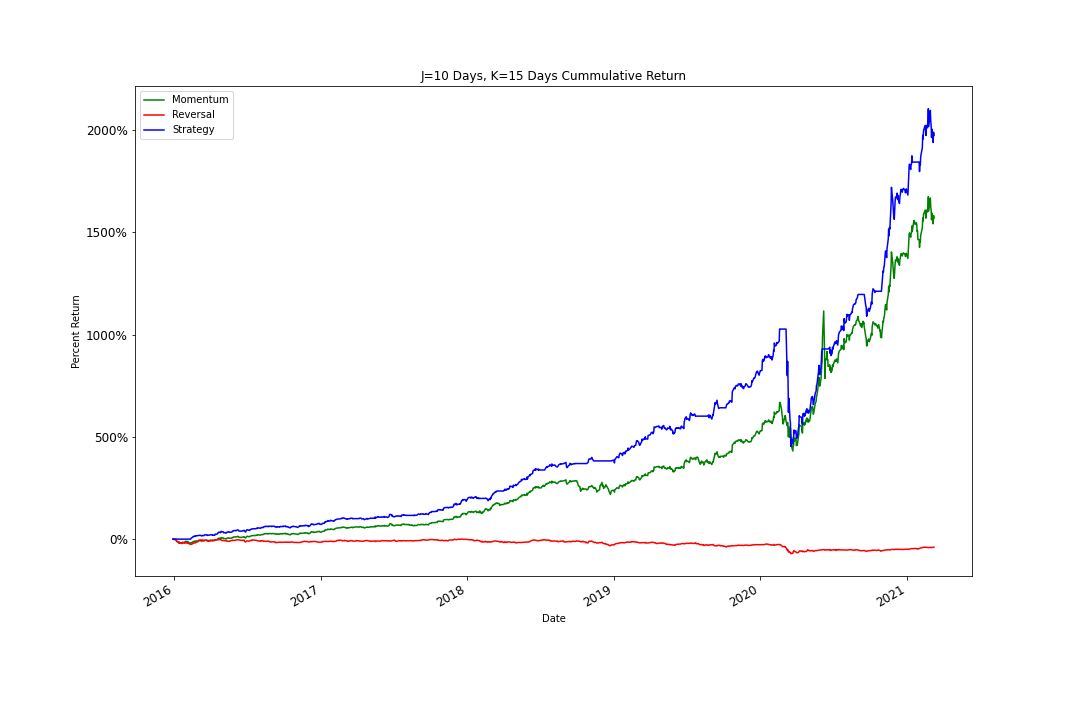 J=10 Days, K=15 Days Cummulative Return
Momentum
Reversal
Strategy
2000%
1500%
1000%
500%
0%
Percent Return
2016
2017
2018
2019
2020
2021
Date